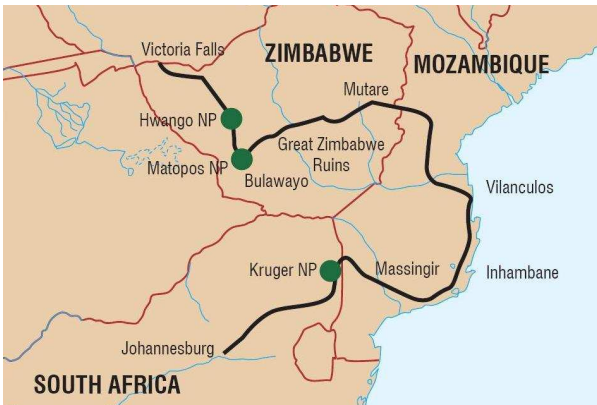 Victoria Falls
ZIMBABWE
MOZAMBIQUE
Mutare
Hwango NP
Great Zimbabwe
Ruins
Matopos NP
Bulawayo
Vilanculos
Kruger NP
Massingir
Inhambane
Johannesburg
SOUTH AFRICA